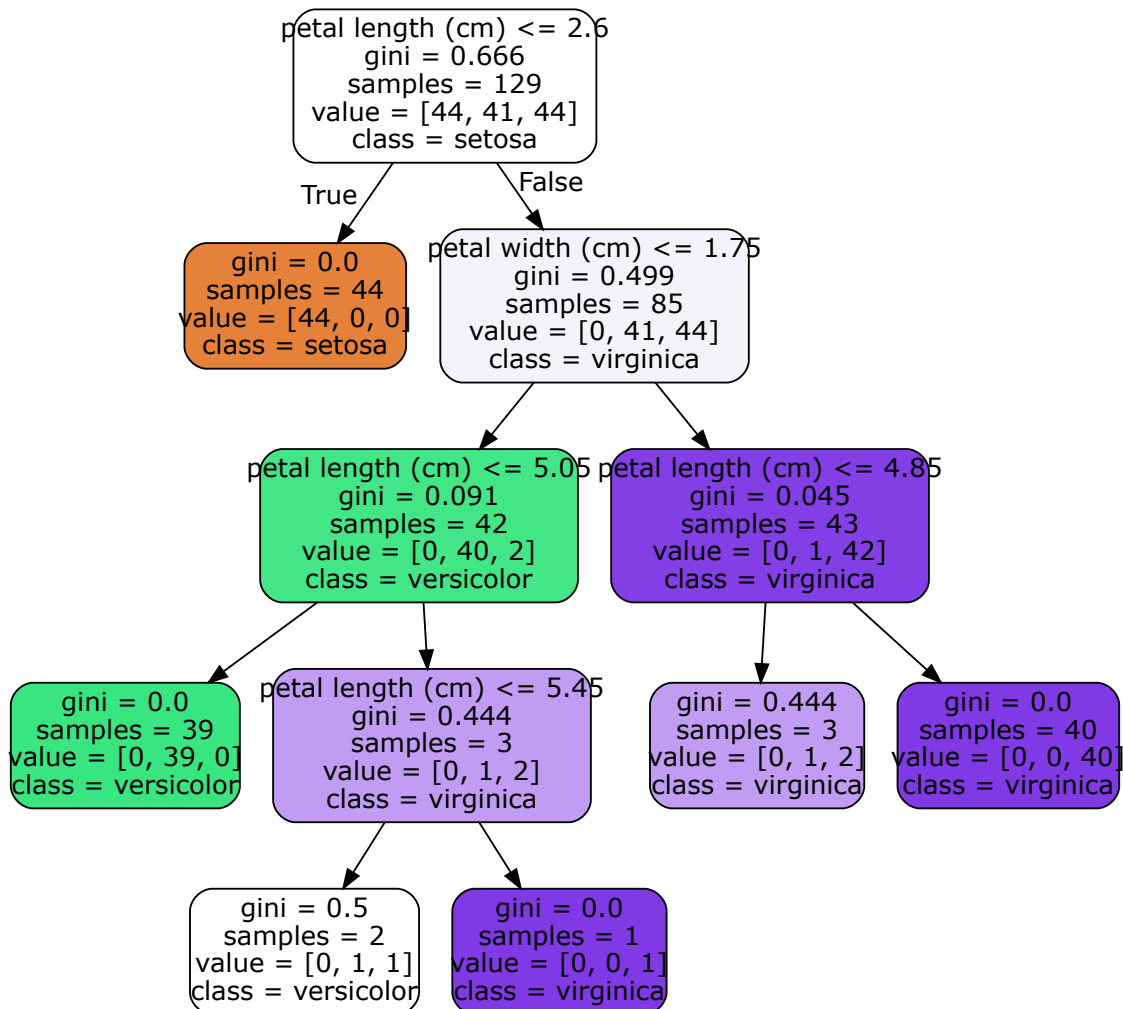 petal length (cm) <= 2.6
gini = 0.666
samples = 129
value = [44, 41, 44]
class = setosa
True
False
gini = 0.0
samples = 44
value = [44, 0, 0]
class = setosa
petal width (cm) <= 1.75
gini = 0.499
samples = 85
value = [0, 41, 44]
class = virginica
petal length (cm) <= 5.05
gini = 0.091
samples = 42
value = [0, 40, 2]
class = versicolor
petal length (cm) <= 4.85
gini = 0.045
samples = 43
value = [0, 1, 42]
class = virginica
gini = 0.0
samples = 39
value = [0, 39, 0]
class = versicolor
petal length (cm) <= 5.45
gini = 0.444
samples = 3
value = [0, 1, 2]
class = virginica
gini = 0.444
samples = 3
value = [0, 1, 2]
class = virginica
gini = 0.0
samples = 40
value = [0, 0, 40]
class = virginica
gini = 0.5
samples = 2
value = [0, 1, 1]
class = versicolor
gini = 0.0
samples = 1
value = [0, 0, 1]
class = virginica